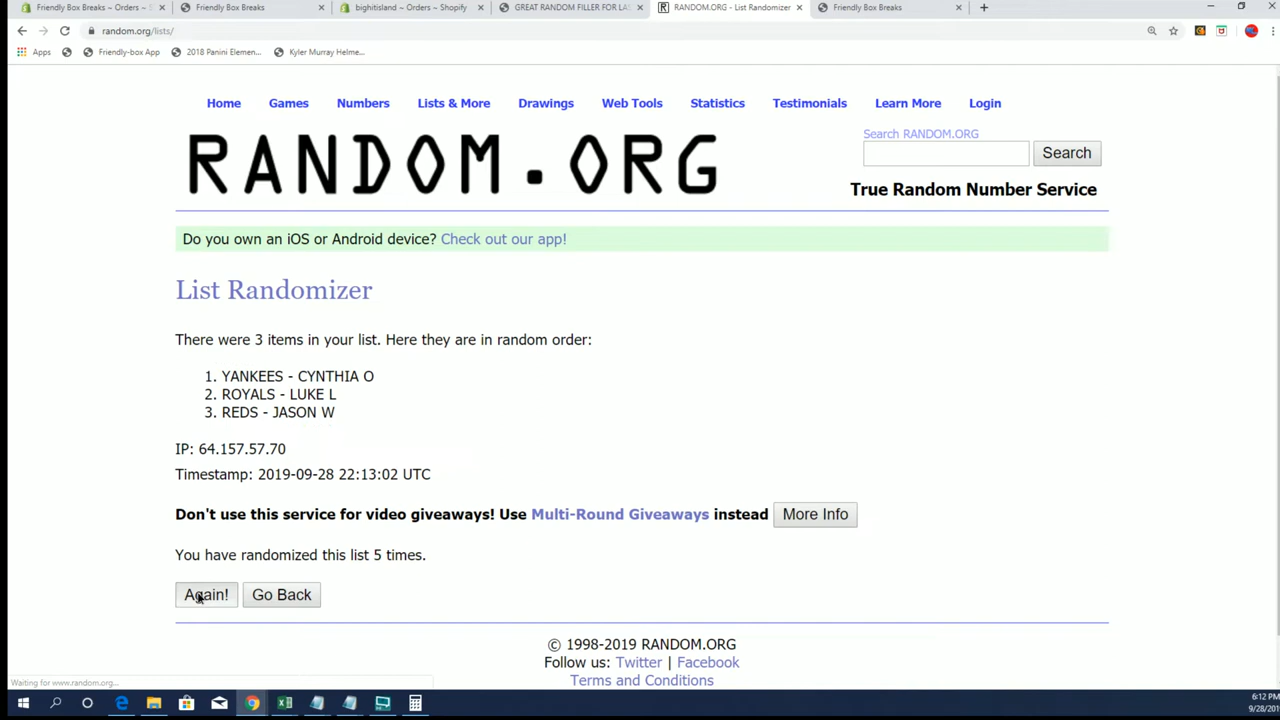 Friendly Box Breaks ~ Orders ~ S
Friendly Box Breaks
bighitisland ~ Orders ~ Shopify
GREAT RANDOM FILLER FOR LAS
RANDOM.ORG - List Randomizer
Friendly Box Breaks
random.org/lists/
Apps
Friendly-box App
2018 Panini Elemen...
Kyler Murray Helme...
Home
Games
Numbers
Lists & More
Drawings
Web Tools
Statistics
Testimonials
Learn More
Login
RANDOM.ORG
Search RANDOM.ORG
Search
True Random Number Service
Do you own an iOS or Android device? Check out our app!
List Randomizer
There were 3 items in your list. Here they are in random order:
1. YANKEES - CYNTHIA O
2. ROYALS - LUKE L
3. REDS - JASON W
IP: 64.157.57.70
Timestamp: 2019-09-28 22:13:02 UTC
Don't use this service for video giveaways! Use Multi-Round Giveaways instead
More Info
You have randomized this list 5 times.
Again!
Go Back
© 1998-2019 RANDOM.ORG
Follow us: Twitter | Facebook
Terms and Conditions
Waiting for www.random.org...
6:12 PM
9/28/201